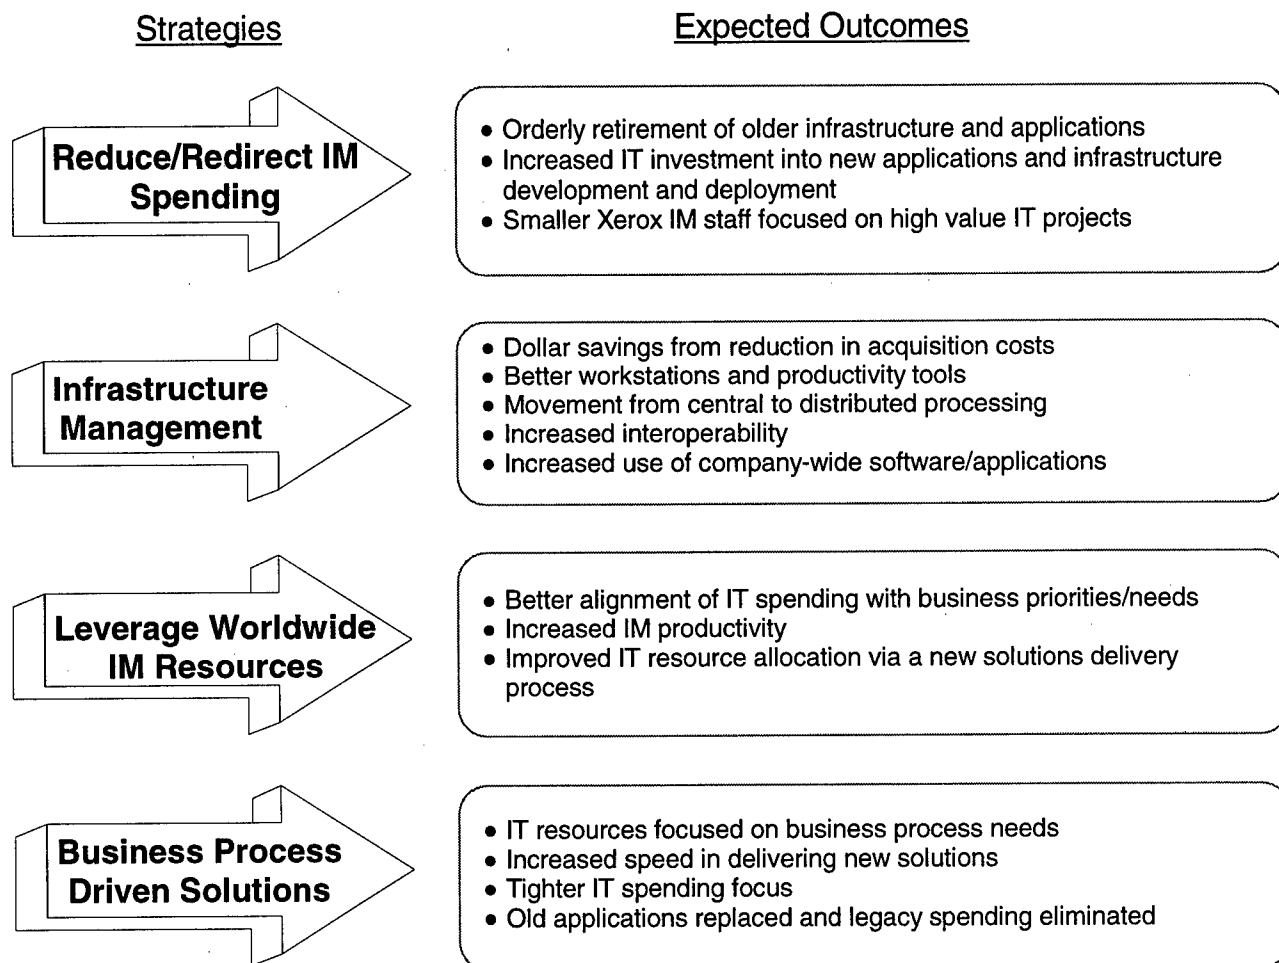 Strategies
Expected Outcomes
Reduce/Redirect IM
Spending
• Orderly retirement of older infrastructure and applications
• Increased IT investment into new applications and infrastructure
development and deployment
• Smaller Xerox IM staff focused on high value IT projects
Infrastructure
Management
• Dollar savings from reduction in acquisition costs
• Better workstations and productivity tools
• Movement from central to distributed processing
• Increased interoperability
• Increased use of company-wide software/applications
Leverage Worldwide
IM Resources
• Better alignment of IT spending with business priorities/needs
• Increased IM productivity
• Improved IT resource allocation via a new solutions delivery
process
Business Process
Driven Solutions
• IT resources focused on business process needs
• Increased speed in delivering new solutions
• Tighter IT spending focus
• Old applications replaced and legacy spending eliminated